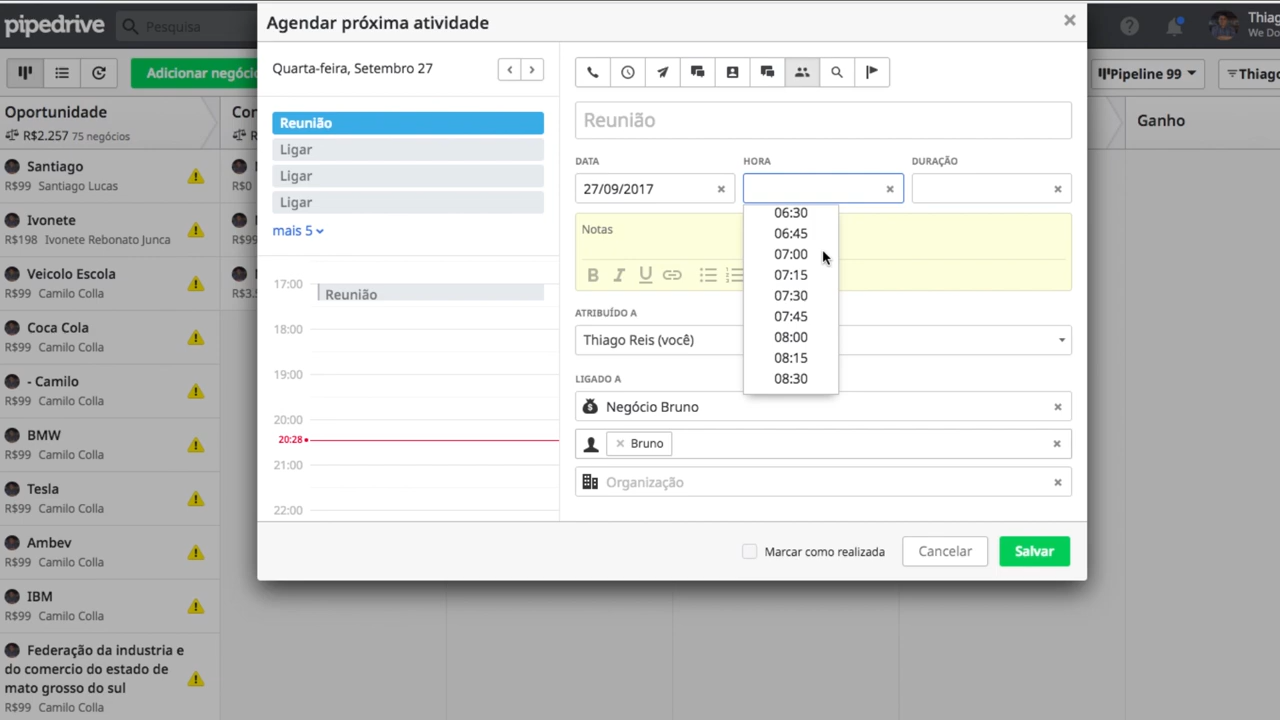 pipedrive
Pesquisa
Thiag
We Do
Adicionar negócio
Pipeline 99
Thiago
Oportunidade
R$2.257 75 negócios
Con
R
Ganho
Santiago
R$99 Santiago Lucas
R$0
Ivonete
R$198 Ivonete Rebonato Junca
R$99
Veicolo Escola
R$99 Camilo Colla
R$3.
Coca Cola
R$99 Camilo Colla
- Camilo
R$99 Camilo Colla
BMW
R$99 Camilo Colla
Tesla
R$99 Camilo Colla
Ambev
R$99 Camilo Colla
IBM
R$99 Camilo Colla
Federação da industria e
do comercio do estado de
mato grosso do sul
R$99 Camilo Colla
Agendar próxima atividade
Quarta-feira, Setembro 27
Reunião
Ligar
Ligar
Ligar
mais 5
17:00
Reunião
18:00
19:00
20:00
20:28
21:00
22:00
Reunião
DATA
HORA
DURAÇÃO
27/09/2017
06:30
06:45
07:00
07:15
07:30
07:45
08:00
08:15
08:30
Notas
B I U
ATRIBUÍDO A
Thiago Reis (você)
LIGADO A
Negócio Bruno
Bruno
Organização
Marcar como realizada
Cancelar
Salvar